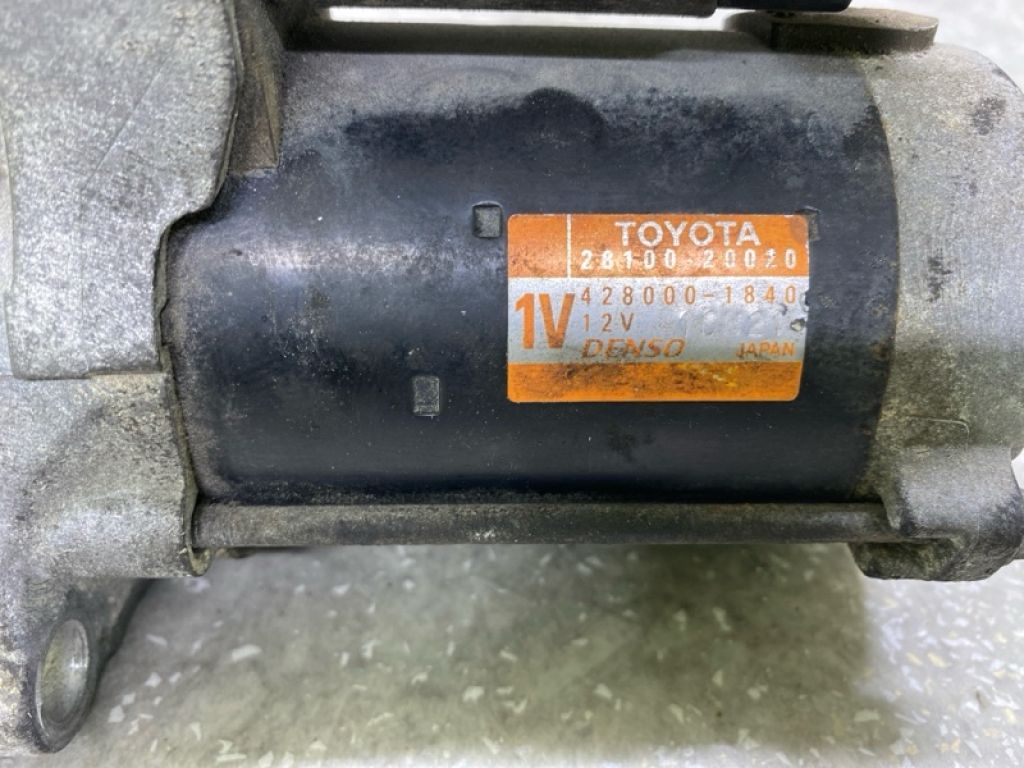 TOYOTA
28100-20020
1V
428000-1840
12V
DENSO JAPAN